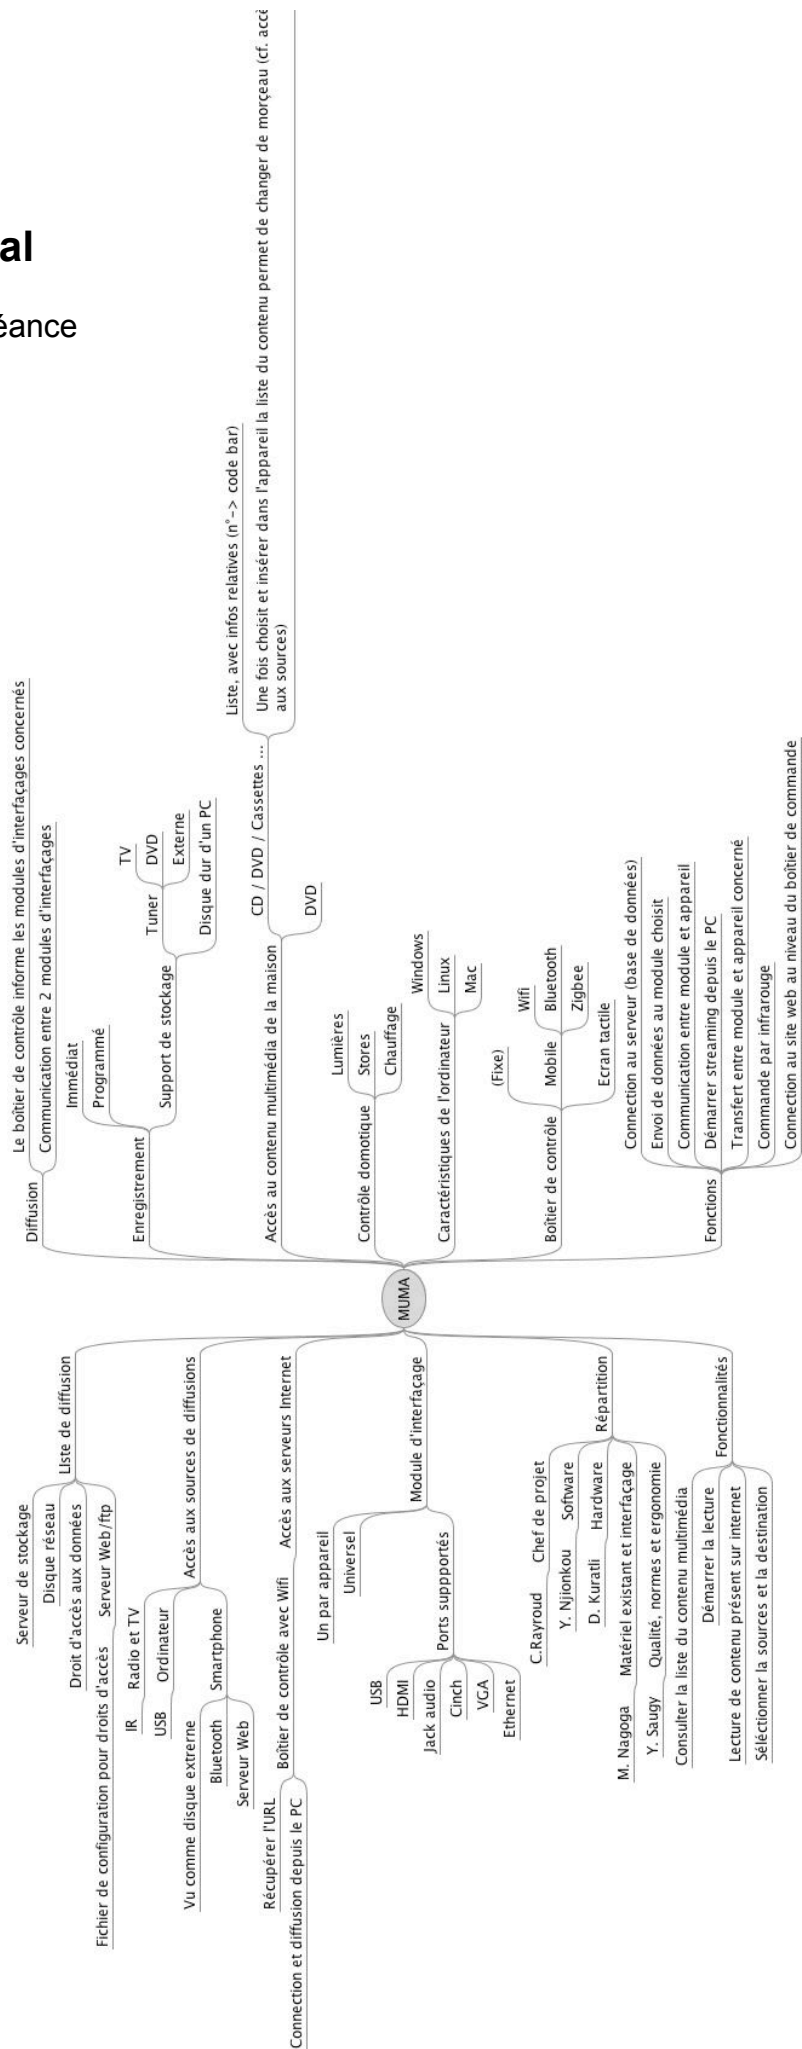 al
éance
Diffusion
Le boîtier de contrôle informe les modules d'interfaçages concernés
Communication entre 2 modules d'interfaçages
Enregistrement
Immédiat
Programmé
Support de stockage
Tuner
TV
DVD
Externe
Disque dur d'un PC
Accès au contenu multimédia de la maison
CD / DVD / Cassettes ...
Liste, avec infos relatives (n°-> code bar)
Une fois choisit et insérer dans l'appareil la liste du contenu permet de changer de morçeau (cf. accè
aux sources)
DVD
Contrôle domotique
Lumières
Stores
Chauffage
Caractéristiques de l'ordinateur
Windows
Linux
Mac
Boîtier de contrôle
(Fixe)
Mobile
Wifi
Bluetooth
Zigbee
Ecran tactile
Fonctions
Connection au serveur (base de données)
Envoi de données au module choisit
Communication entre module et appareil
Démarrer streaming depuis le PC
Transfert entre module et appareil concerné
Commande par infrarouge
Connection au site web au niveau du boîtier de commande
MUMA
Liste de diffusion
Serveur de stockage
Disque réseau
Droit d'accès aux données
Serveur Web/ftp
Fichier de configuration pour droits d'accès
Accès aux sources de diffusions
Radio et TV
IR
Ordinateur
USB
Smartphone
Vu comme disque extrerne
Bluetooth
Serveur Web
Accès aux serveurs Internet
Boîtier de contrôle avec Wifi
Récupérer l'URL
Connection et diffusion depuis le PC
Module d'interfaçage
Un par appareil
Universel
Ports suppportés
USB
HDMI
Jack audio
Cinch
VGA
Ethernet
Répartition
C.Rayroud Chef de projet
Y. Njionkou Software
D. Kuratli Hardware
M. Nagoga Matériel existant et interfaçage
Y. Saugy Qualité, normes et ergonomie
Fonctionnalités
Consulter la liste du contenu multimédia
Démarrer la lecture
Lecture de contenu présent sur internet
Séléctionner la sources et la destination